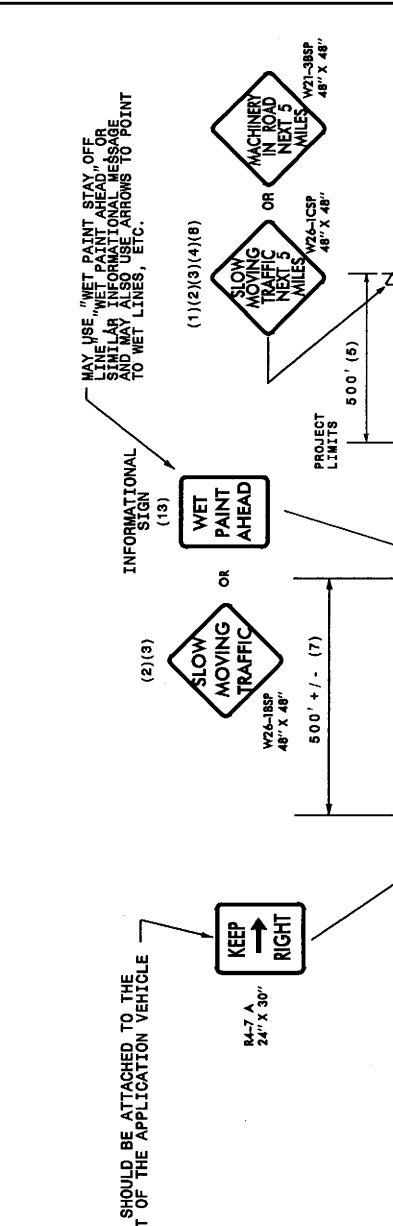 MAY USE "WET PAINT STAY OFF
LINE" "WET PAINT AHEAD" OR
SIMILAR INFORMATIONAL MESSAGE
AND MAY ALSO USE ARROWS TO POINT
TO WET LINES, ETC.
(1)(2)(3)(4)(8)
SLOW
MOVING
TRAFFIC
NEXT 5
MILES
W26-1CSP
48" X 48"
OR
MACHINERY
IN ROAD
NEXT 5
MILES
W21-3BSP
48" X 48"
PROJECT
LIMITS
500' (5)
INFORMATIONAL
SIGN
(13)
WET
PAINT
AHEAD
OR
(2)(3)
SLOW
MOVING
TRAFFIC
W26-1BSP
48" X 48"
500' +/- (7)
SHOULD BE ATTACHED TO THE
T OF THE APPLICATION VEHICLE
KEEP
RIGHT
R4-7 A
24" X 30"